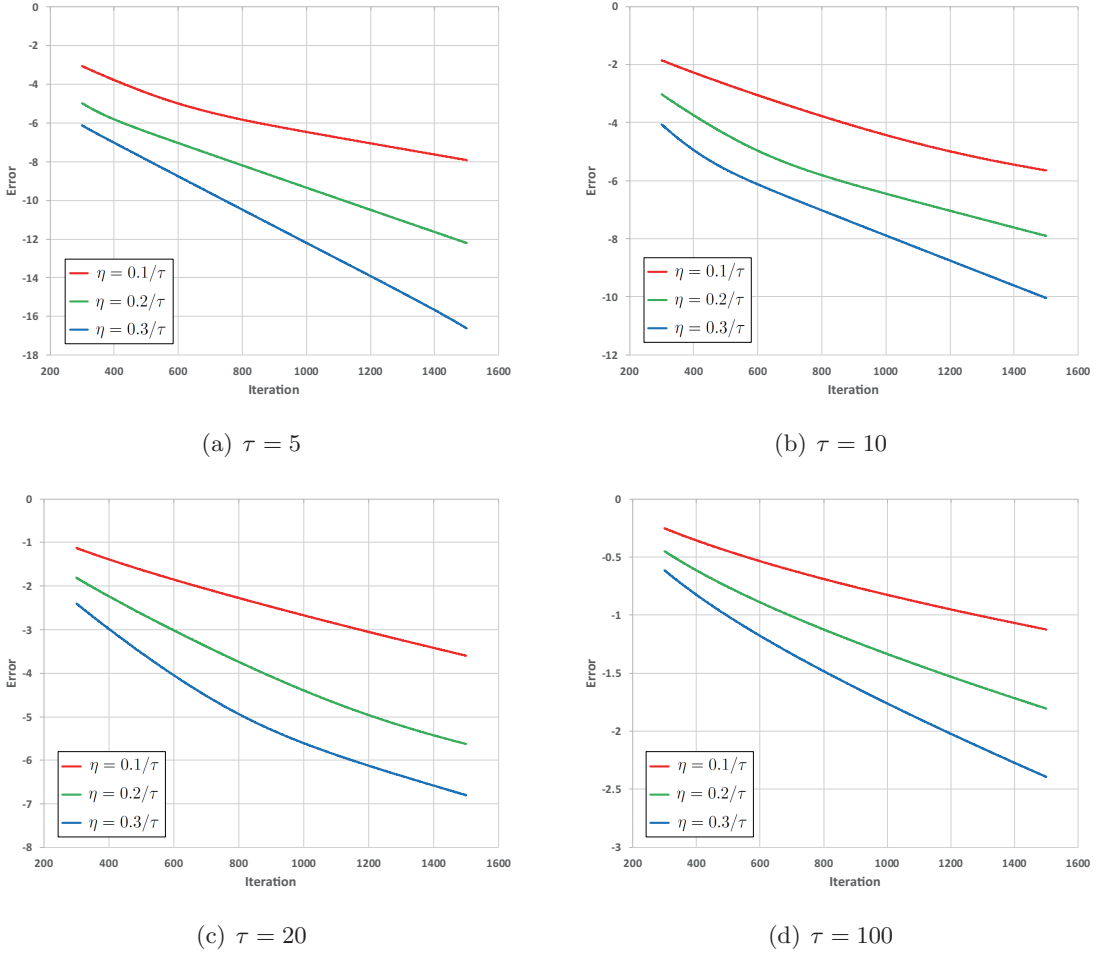 0
-2
-4
-6
-8
-10
-12
-14
-16
-18
Error
200 400 600 800 1000 1200 1400 1600
Iteration
η = 0.1/τ
η = 0.2/τ
η = 0.3/τ
(a) τ = 5
0
-2
-4
-6
-8
-10
-12
Error
200 400 600 800 1000 1200 1400 1600
Iteration
η = 0.1/τ
η = 0.2/τ
η = 0.3/τ
(b) τ = 10
0
-1
-2
-3
-4
-5
-6
-7
-8
Error
200 400 600 800 1000 1200 1400 1600
Iteration
η = 0.1/τ
η = 0.2/τ
η = 0.3/τ
(c) τ = 20
0
-0.5
-1
-1.5
-2
-2.5
-3
Error
200 400 600 800 1000 1200 1400 1600
Iteration
η = 0.1/τ
η = 0.2/τ
η = 0.3/τ
(d) τ = 100